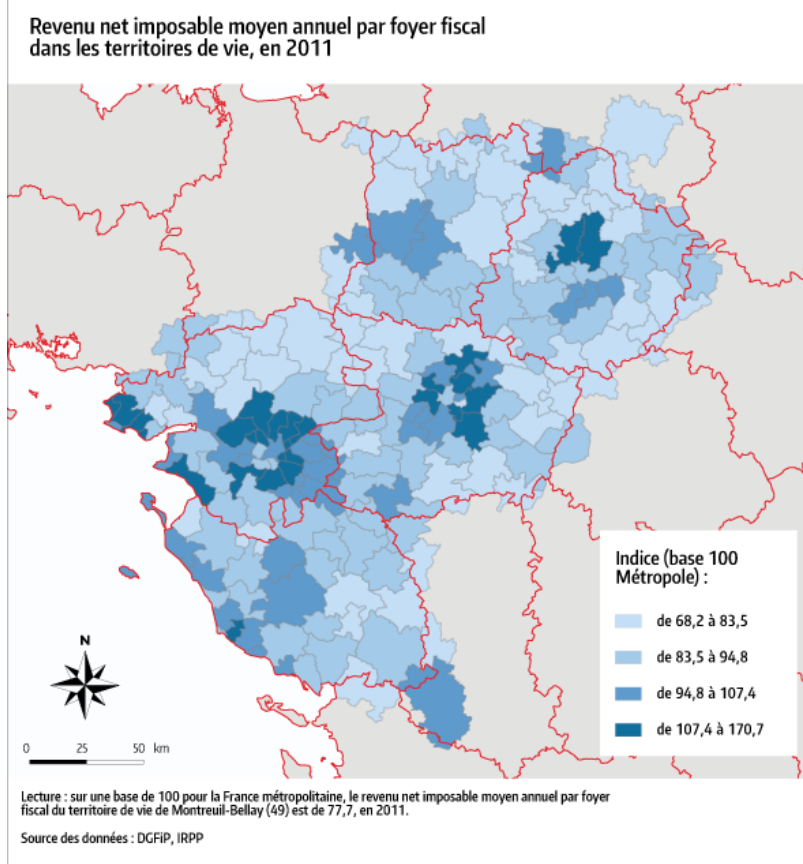 Revenu net imposable moyen annuel par foyer fiscal
dans les territoires de vie, en 2011
Indice (base 100
Métropole) :
de 68,2 à 83,5
de 83,5 à 94,8
de 94,8 à 107,4
de 107,4 à 170,7
N
0 25 50 km
Lecture : sur une base de 100 pour la France métropolitaine, le revenu net imposable moyen annuel par foyer
fiscal du territoire de vie de Montreuil-Bellay (49) est de 77,7, en 2011.
Source des données : DGFiP, IRPP